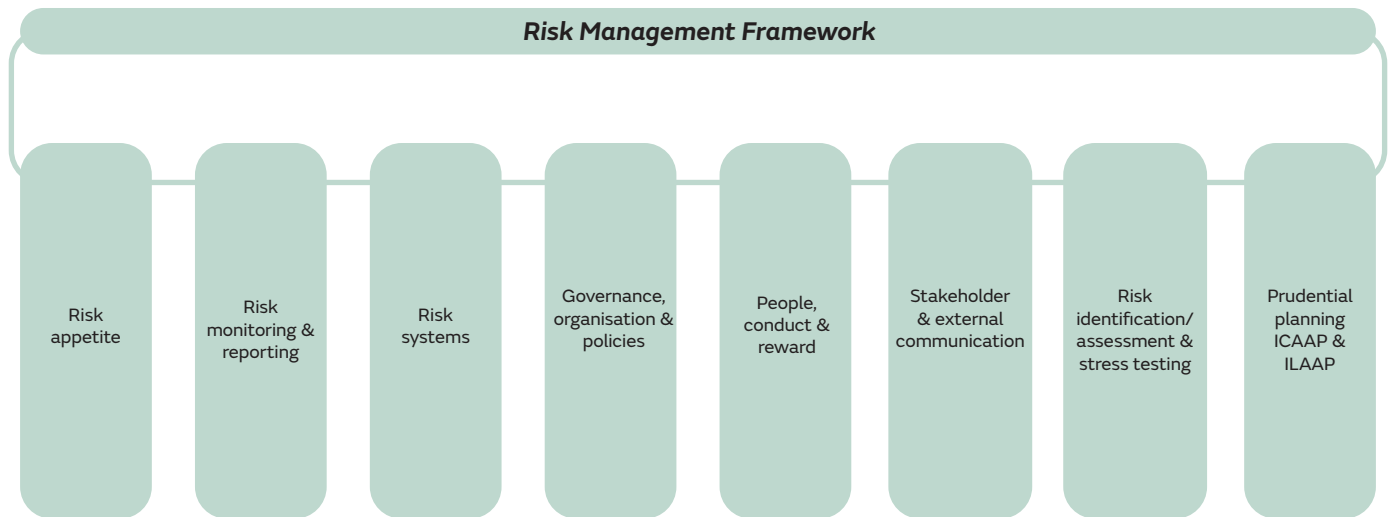 Risk Management Framework
Risk
appetite
Risk
monitoring &
reporting
Risk
systems
Governance,
organisation &
policies
People,
conduct &
reward
Stakeholder
& external
communication
Risk
identification/
assessment &
stress testing
Prudential
planning
ICAAP &
ILAAP